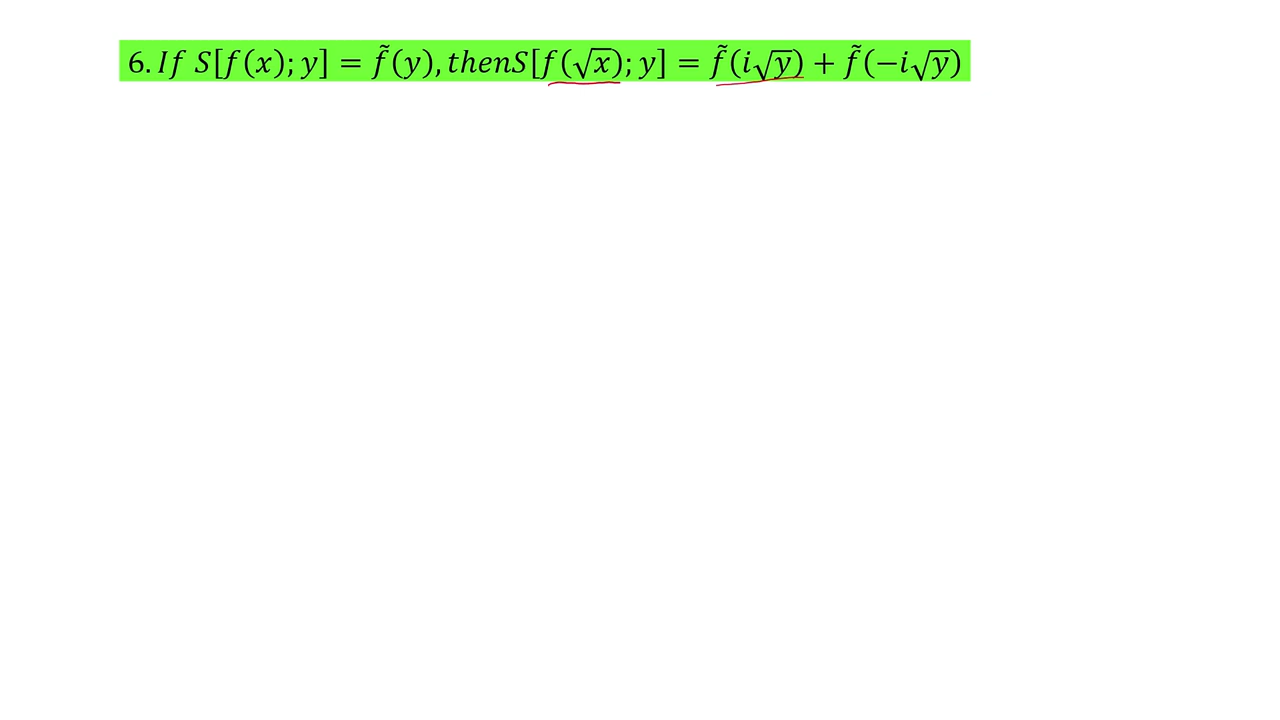 6. If S[f(x); y] = f̃(y), thenS[f(√x); y] = f̃(i√y) + f̃(−i√y)